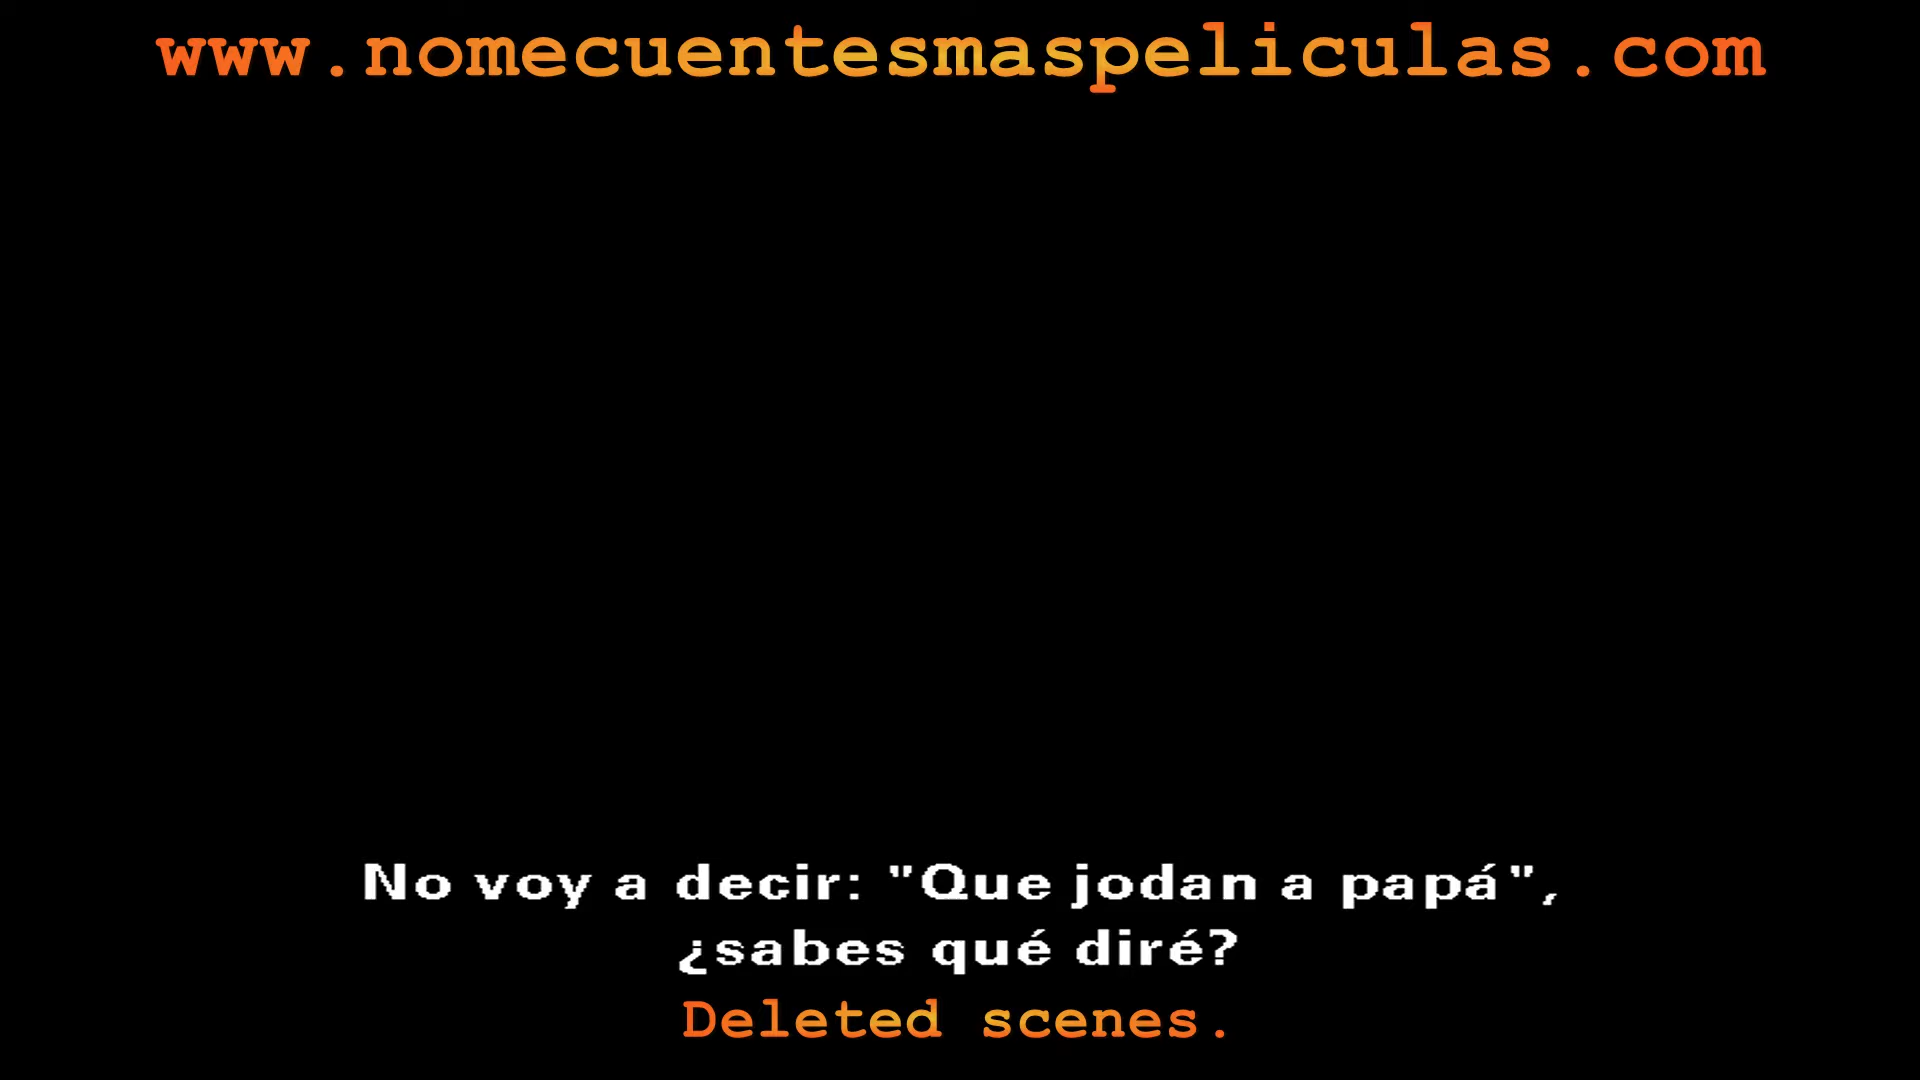 www.nomecuentesmaspeliculas.com
No voy a decir: "Que jodan a papá",
¿sabes qué diré?
Deleted scenes.